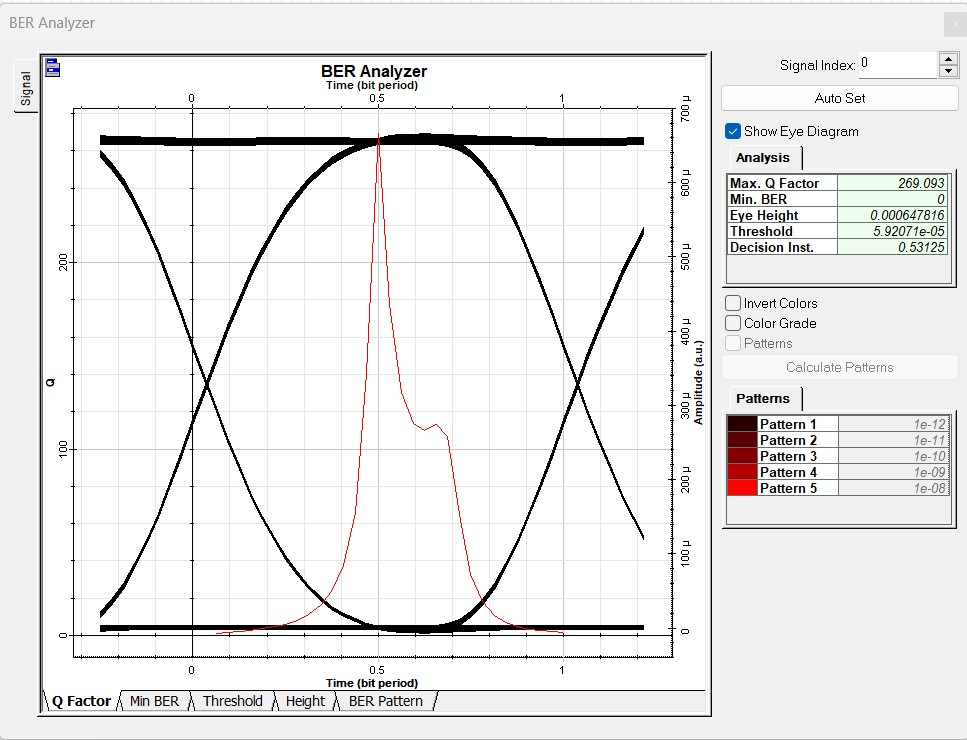 BER Analyzer
Signal
BER Analyzer
Time (bit period)
0 0.5 1
Q
200
100
0
700 µ
600 µ
500 µ
400 µ
300 µ
200 µ
100 µ
0
Amplitude (a.u.)
0 0.5 1
Time (bit period)
Q Factor Min BER Threshold Height BER Pattern
Signal Index: 0
Auto Set
Show Eye Diagram
Analysis
Max. Q Factor 269.093
Min. BER 0
Eye Height 0.000647816
Threshold 5.92071e-05
Decision Inst. 0.53125
Invert Colors
Color Grade
Patterns
Calculate Patterns
Patterns
Pattern 1 1e-12
Pattern 2 1e-11
Pattern 3 1e-10
Pattern 4 1e-09
Pattern 5 1e-08